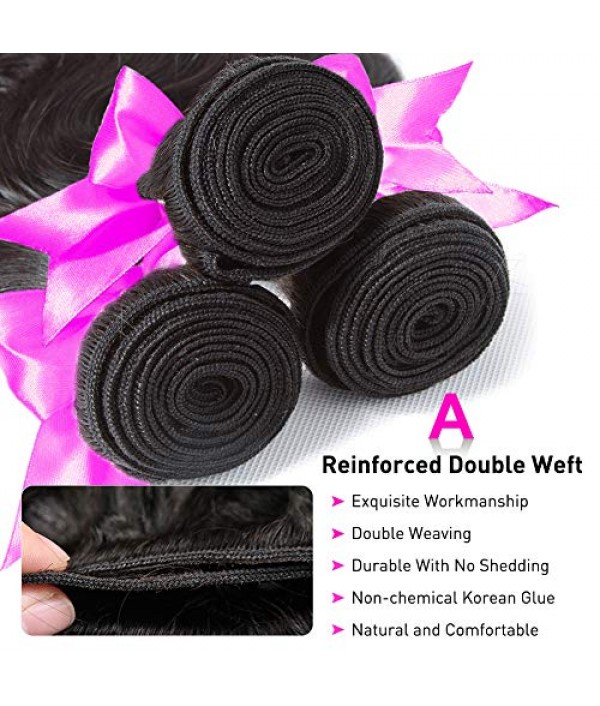 A
Reinforced Double Weft
Exquisite Workmanship
Double Weaving
Durable With No Shedding
Non-chemical Korean Glue
Natural and Comfortable